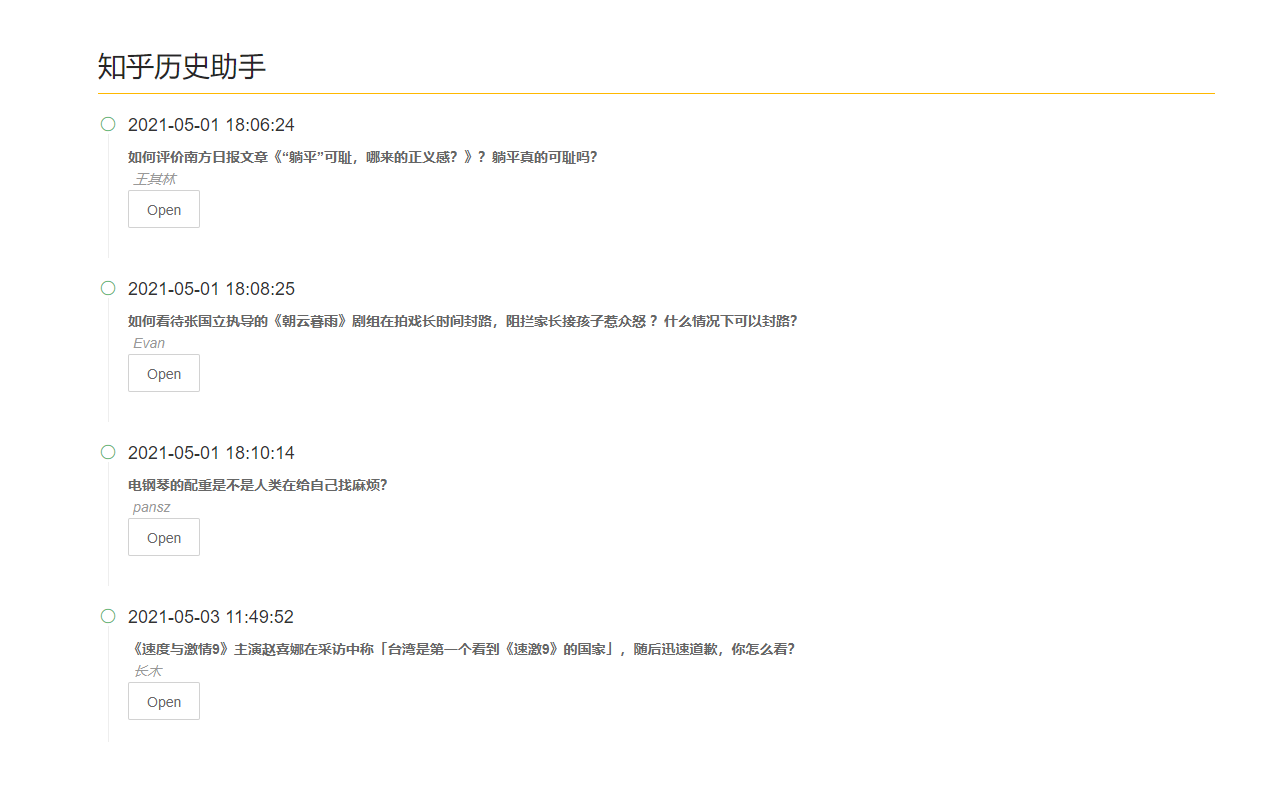 知乎历史助手
2021-05-01 18:06:24
如何评价南方日报文章《“躺平”可耻，哪来的正义感？》？躺平真的可耻吗？
王其林
Open
2021-05-01 18:08:25
如何看待张国立执导的《朝云暮雨》剧组在拍戏长时间封路，阻拦家长接孩子惹众怒 ？什么情况下可以封路？
Evan
Open
2021-05-01 18:10:14
电钢琴的配重是不是人类在给自己找麻烦？
pansz
Open
2021-05-03 11:49:52
《速度与激情9》主演赵喜娜在采访中称「台湾是第一个看到《速激9》的国家」，随后迅速道歉，你怎么看？
长木
Open